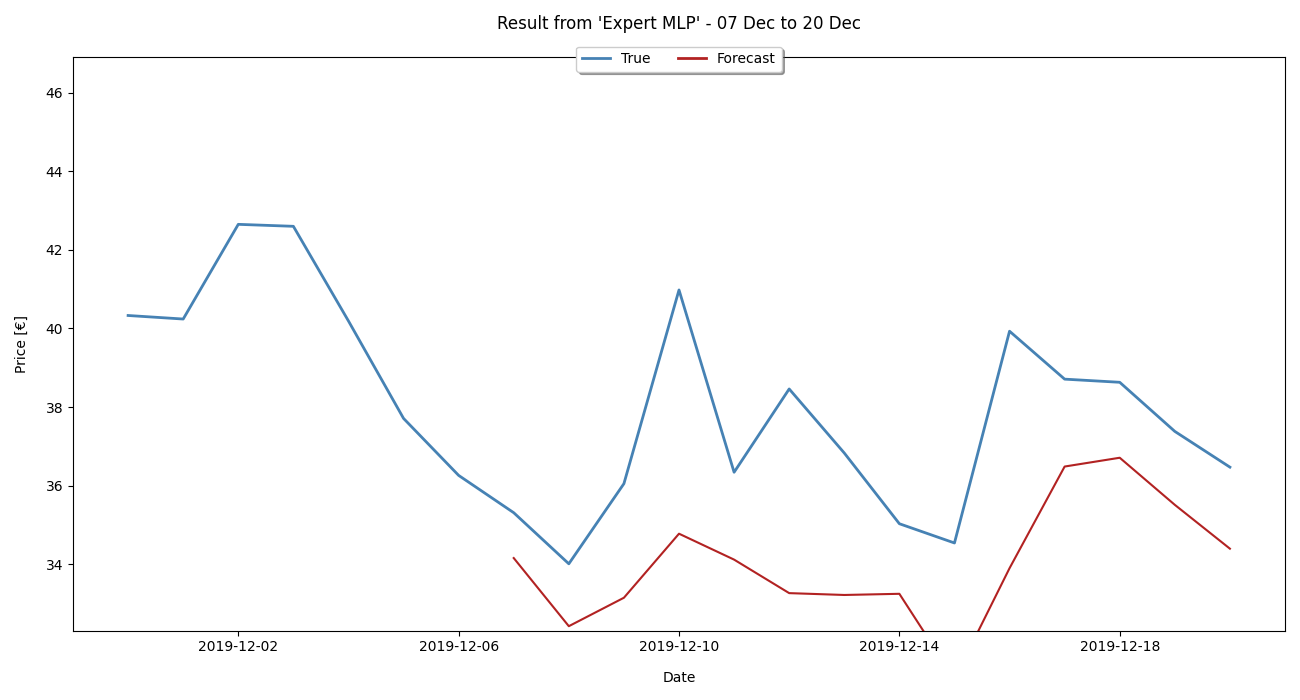 Result from 'Expert MLP' - 07 Dec to 20 Dec
True Forecast
46
44
42
40
38
36
34
Price [€]
2019-12-02 2019-12-06 2019-12-10 2019-12-14 2019-12-18
Date